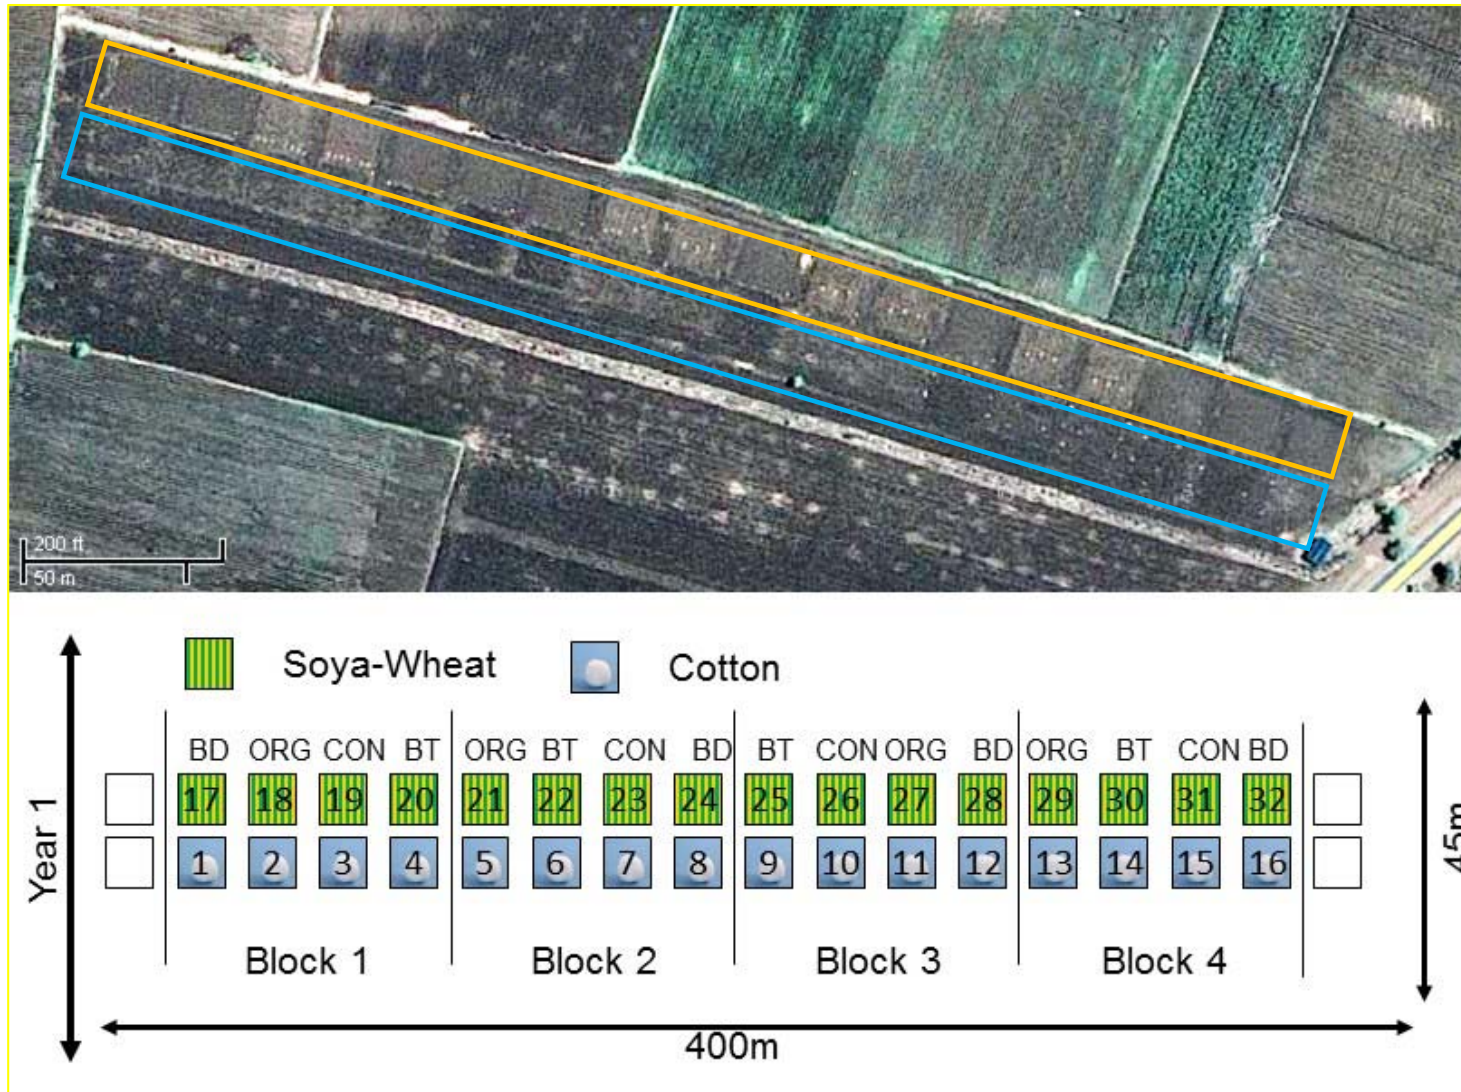 200 ft
50 m
Soya-Wheat
Cotton
Year 1
BD ORG CON BT ORG BT CON BD BT CON ORG BD ORG BT CON BD
17 18 19 20 21 22 23 24 25 26 27 28 29 30 31 32
1 2 3 4 5 6 7 8 9 10 11 12 13 14 15 16
45m
Block 1 Block 2 Block 3 Block 4
400m